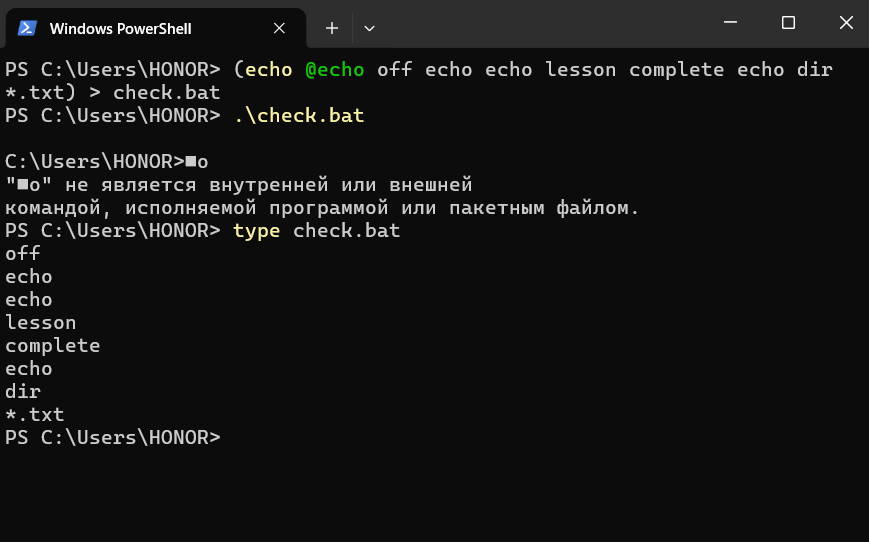 Windows PowerShell
PS C:\Users\HONOR> (echo @echo off echo echo lesson complete echo dir
*.txt) > check.bat
PS C:\Users\HONOR> .\check.bat
C:\Users\HONOR>■o
"■o" не является внутренней или внешней
командой, исполняемой программой или пакетным файлом.
PS C:\Users\HONOR> type check.bat
off
echo
echo
lesson
complete
echo
dir
*.txt
PS C:\Users\HONOR>